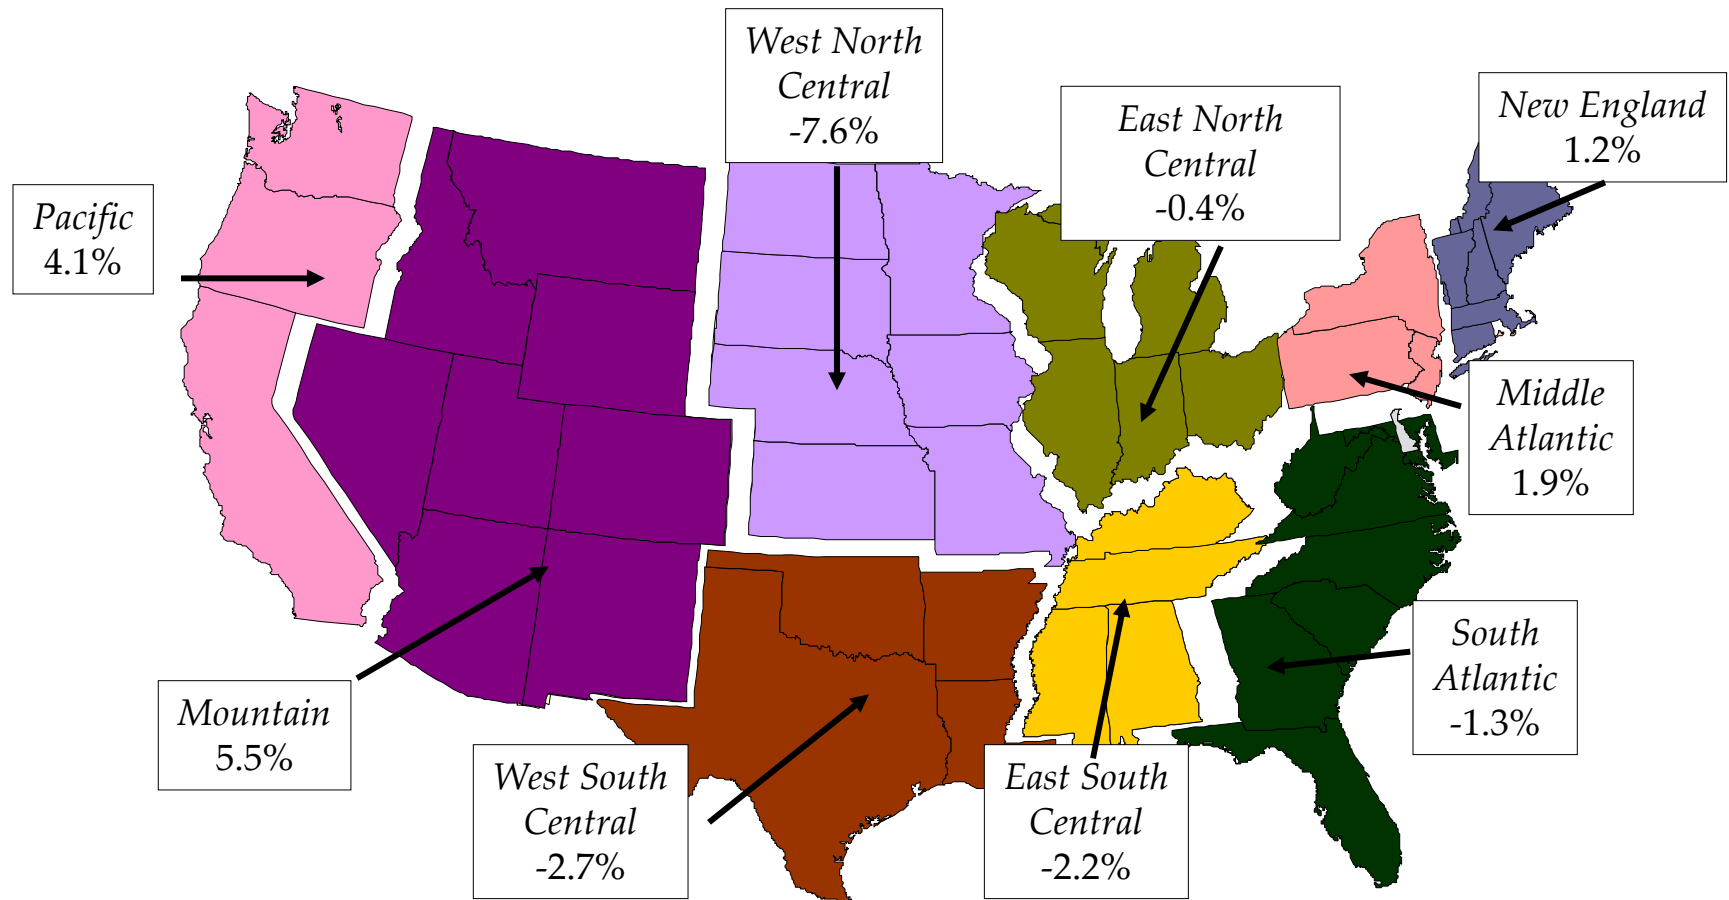 West North
Central
-7.6%
East North
Central
-0.4%
New England
1.2%
Pacific
4.1%
Middle
Atlantic
1.9%
South
Atlantic
-1.3%
Mountain
5.5%
West South
Central
-2.7%
East South
Central
-2.2%